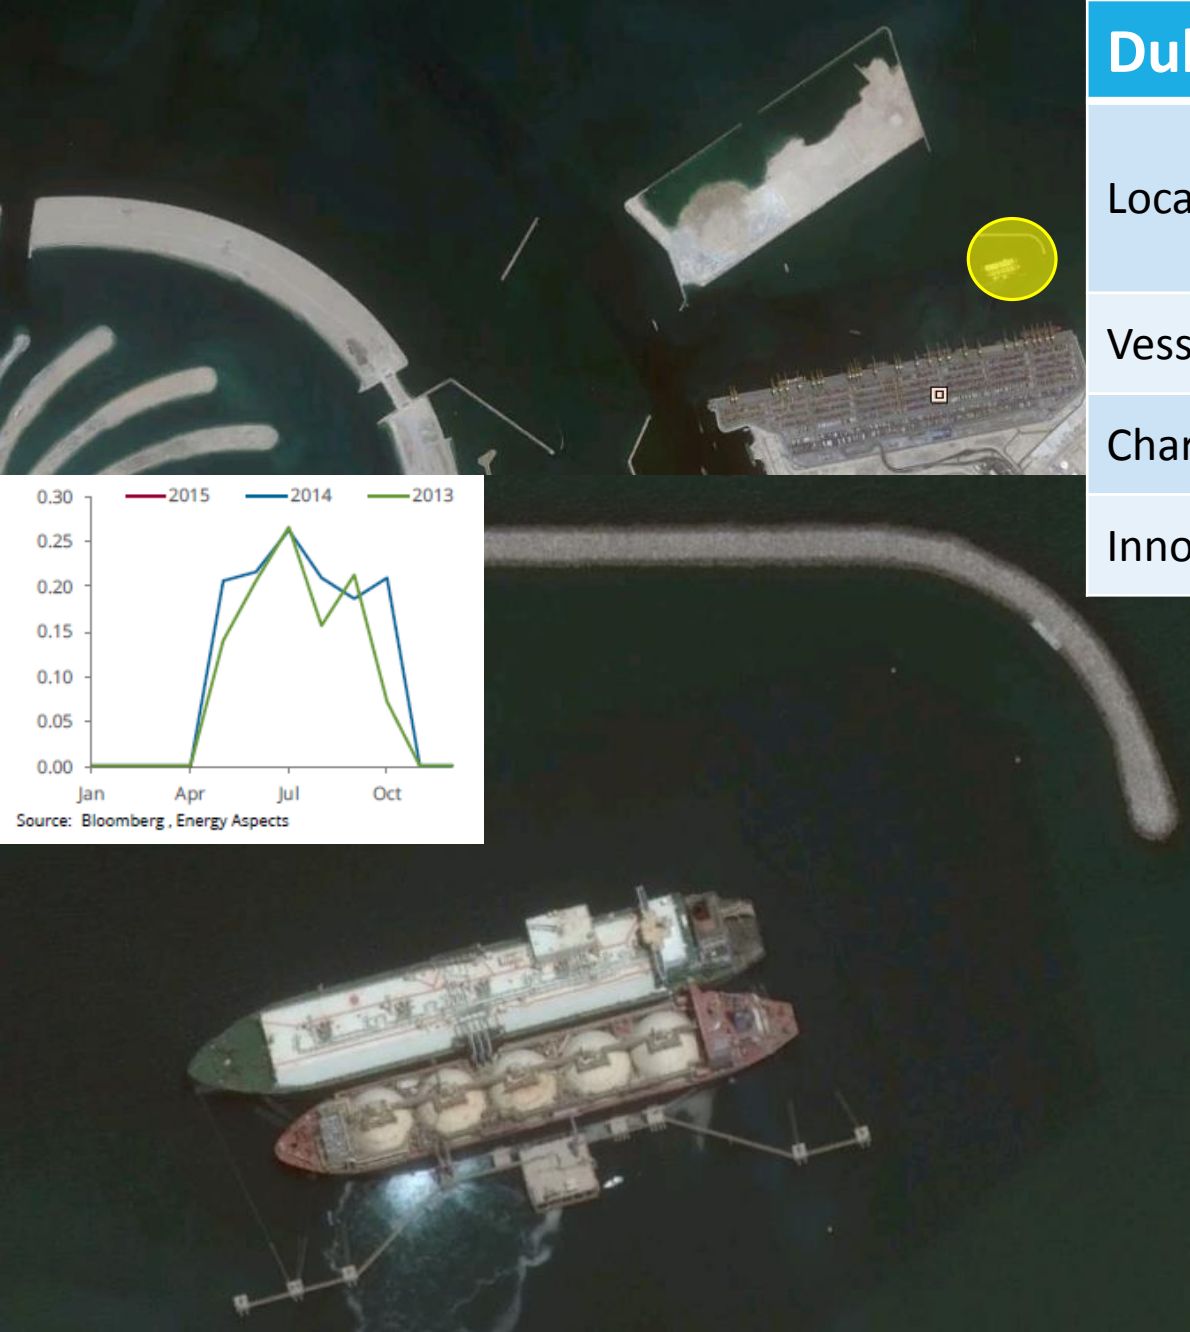 Dul
Loca
Vess
Char
Inno
2015 2014 2013
0.30
0.25
0.20
0.15
0.10
0.05
0.00
Jan Apr Jul Oct
Source: Bloomberg , Energy Aspects